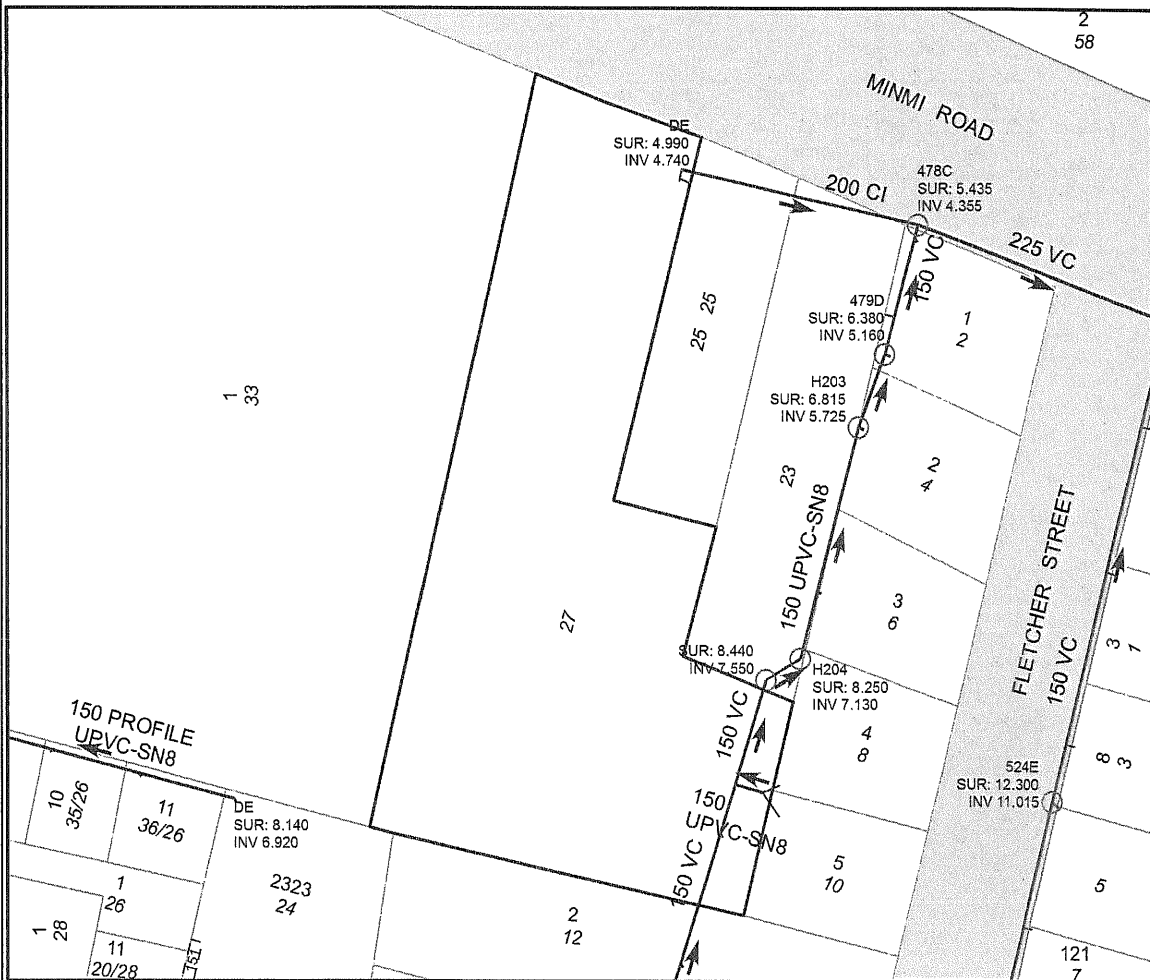 2
58
MINMI ROAD
DE
SUR: 4.990
INV 4.740
200 CI
478C
SUR: 5.435
INV 4.355
225 VC
150 VC
479D
SUR: 6.380
INV 5.160
1
2
25
25
H203
SUR: 6.815
INV 5.725
1
33
23
2
4
150 UPVC-SN8
FLETCHER STREET
27
3
6
3
1
SUR: 8.440
INV 7.550
H204
SUR: 8.250
INV 7.130
150 VC
150 VC
150 PROFILE
UPVC-SN8
4
8
8
3
10
35/26
11
36/26
DE
SUR: 8.140
INV 6.920
524E
SUR: 12.300
INV 11.015
150
UPVC-SN8
150 VC
5
10
5
1
26
2323
24
2
12
1
28
11
20/28
151
121
7